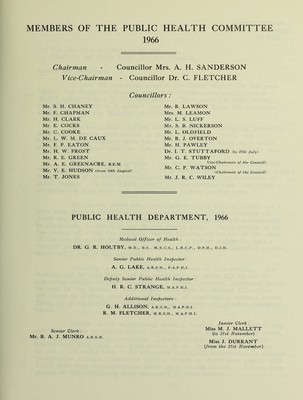 MEMBERS OF THE PUBLIC HEALTH COMMITTEE
1966
Chairman - Councillor Mrs. A. H. SANDERSON
Vice-Chairman - Councillor Dr. C. FLETCHER
Councillors :
Mr. S. H. CHANEY
Mr. F. CHAPMAN
Mr. H. CLARK
Mr. E. COCKS
Mr. C. COOKE
Mr. L. W. M. DE CAUX
Mr. F. P. EATON
Mr. H. W. FROST
Mr. R. E. GREEN
Mr. A. E. GREENACRE, B.E.M.
Mr. V. E. HUDSON (from 10th August)
Mr. T. JONES
Mr. R. LAWSON
Mrs. M. LEAMON
Mr. L. S. LUFF
Mr. S. B. NICKERSON
Mr. L. OLDFIELD
Mr. R. J. OVERTON
Mr. H. PAWLEY
Dr. I. T. STUTTAFORD (to 29th July)
Mr. G. E. TUBBY
(Vice-Chairman of the Council)
Mr. C. P. WATSON
(Chairman of the Council)
Mr. J. R. C. WILEY
PUBLIC HEALTH DEPARTMENT, 1966
Medical Officer of Health :
DR. G. R. HOLTBY, M.D., B.S., M.R.C.S., L.R.C.P., D.P.H., D.I.H.
Senior Public Health Inspector :
A. G. LAKE, A.R.S.H., F.A.P.H.I.
Deputy Senior Public Health Inspector :
H. R. C. STRANGE, M.A.P.H.I.
Additional Inspectors :
G. H. ALLISON, A.R.S.H., M.A.P.H.I.
R. M. FLETCHER, M.R.S.H., M.A.P.H.I.
Senior Clerk :
Mr. B. A. J. MUNRO A.R.S.H.
Junior Clerk :
Miss M. J. MALLETT
(to 21st November)
Miss J. DURRANT
(from the 21st November)